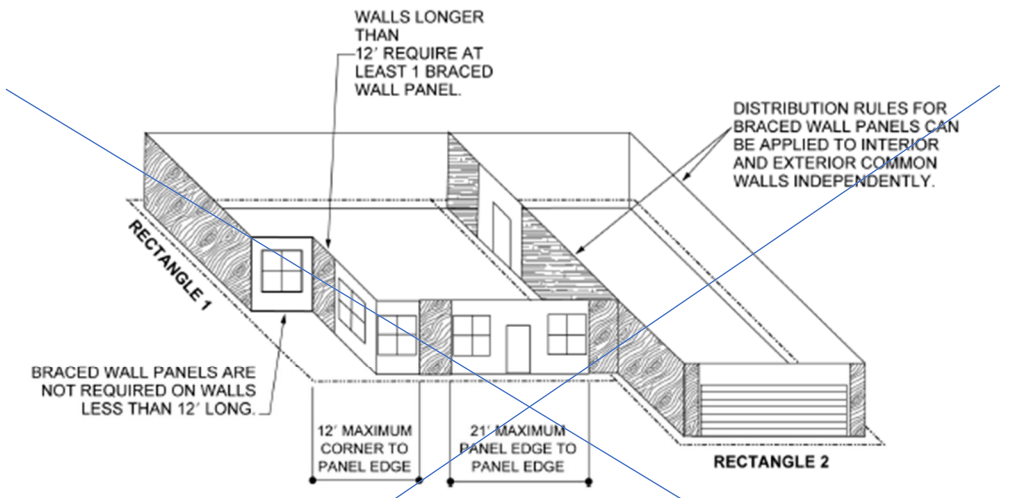 WALLS LONGER
THAN
12′ REQUIRE AT
LEAST 1 BRACED
WALL PANEL.
DISTRIBUTION RULES FOR
BRACED WALL PANELS CAN
BE APPLIED TO INTERIOR
AND EXTERIOR COMMON
WALLS INDEPENDENTLY.
RECTANGLE 1
BRACED WALL PANELS ARE
NOT REQUIRED ON WALLS
LESS THAN 12′ LONG.
12′ MAXIMUM
CORNER TO
PANEL EDGE
21′ MAXIMUM
PANEL EDGE TO
PANEL EDGE
RECTANGLE 2